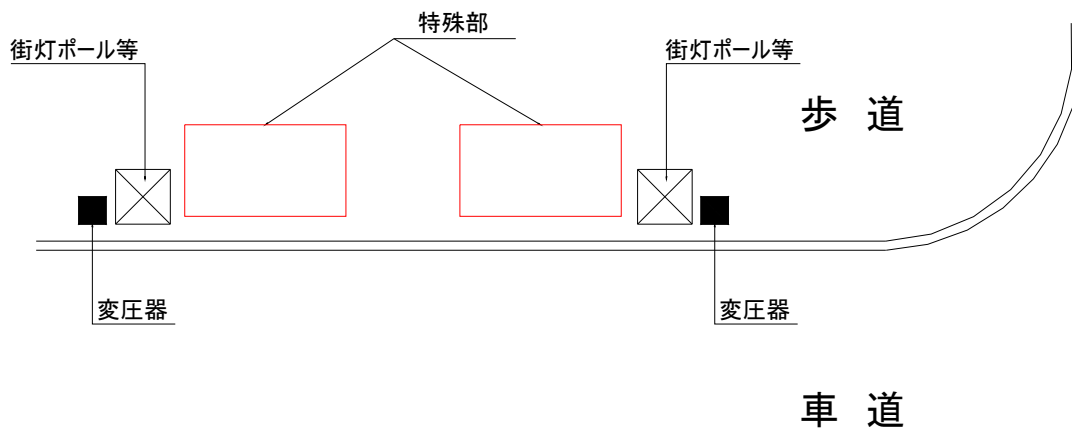 特殊部
街灯ポール等
街灯ポール等
歩 道
変圧器
変圧器
車 道